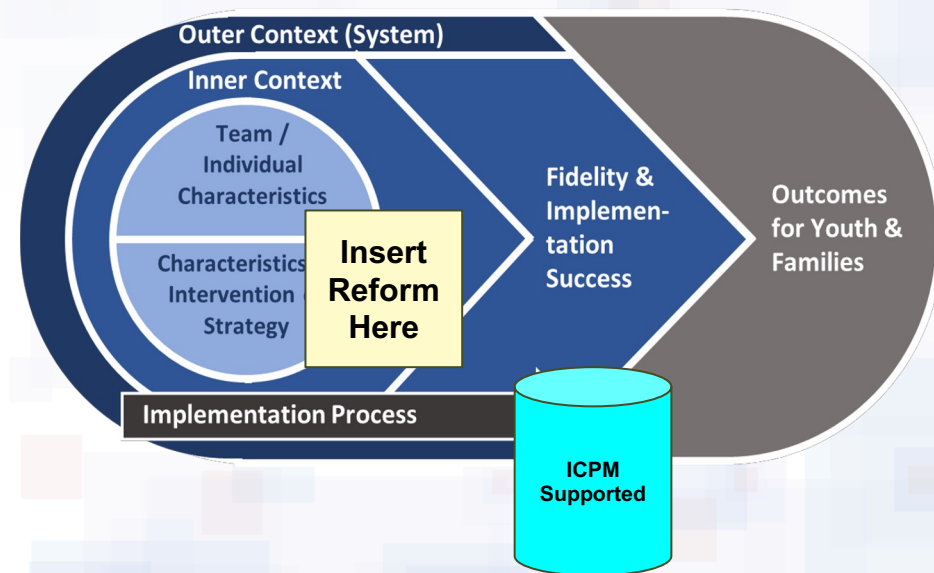 Outer Context (System)
Inner Context
Team /
Individual
Characteristics
Characteristics
Intervention
Strategy
Insert
Reform
Here
Fidelity &
Implemen-
tation
Success
Outcomes
for Youth &
Families
Implementation Process
ICPM
Supported